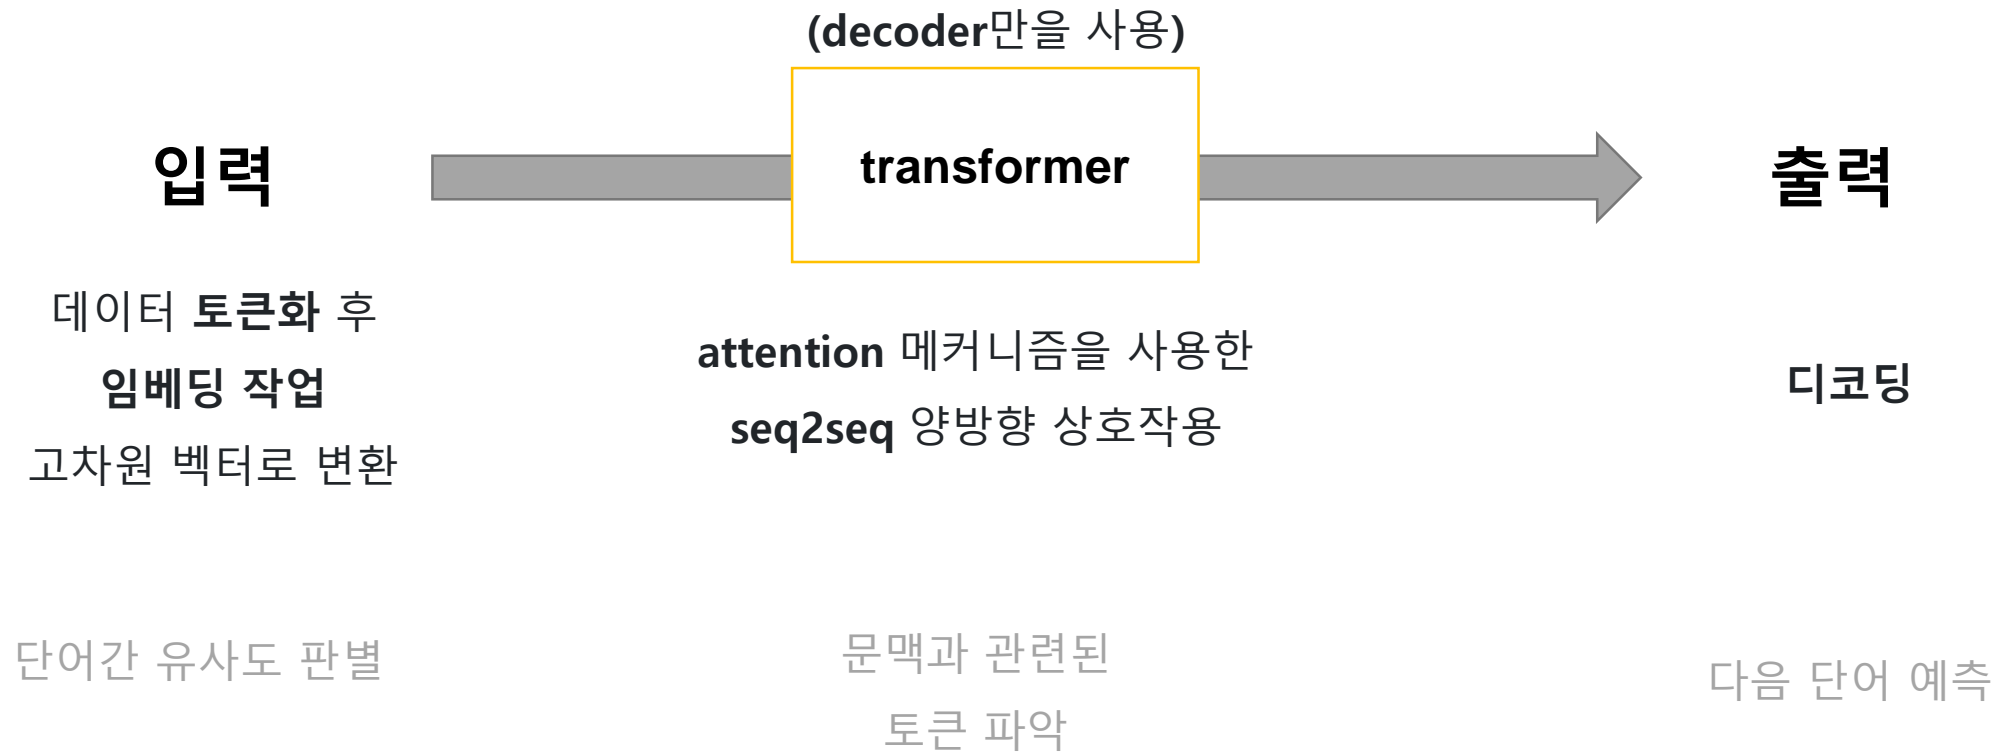 (decoder만을 사용)
입력
transformer
출력
데이터 토큰화 후
임베딩 작업
고차원 벡터로 변환
attention 메커니즘을 사용한
seq2seq 양방향 상호작용
디코딩
단어간 유사도 판별
문맥과 관련된
토큰 파악
다음 단어 예측